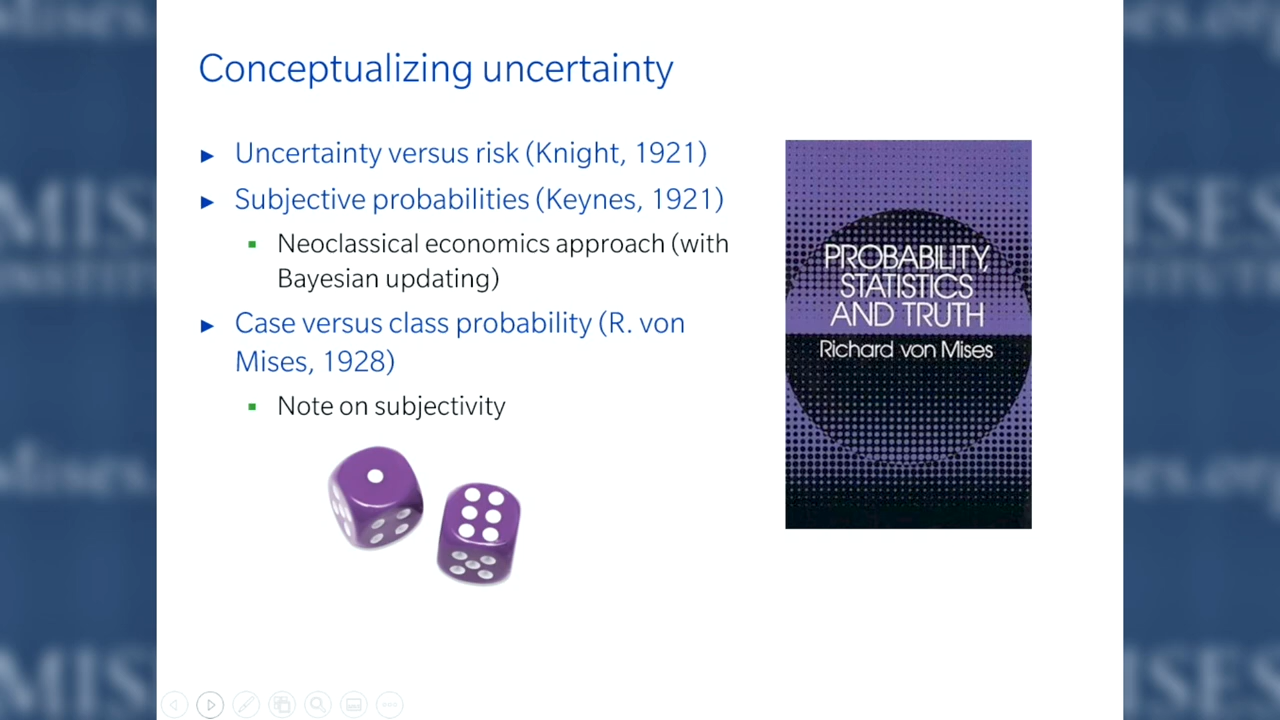 Conceptualizing uncertainty
Uncertainty versus risk (Knight, 1921)
Subjective probabilities (Keynes, 1921)
Neoclassical economics approach (with
Bayesian updating)
Case versus class probability (R. von
Mises, 1928)
Note on subjectivity
PROBABILITY,
STATISTICS
AND TRUTH
Richard von Mises